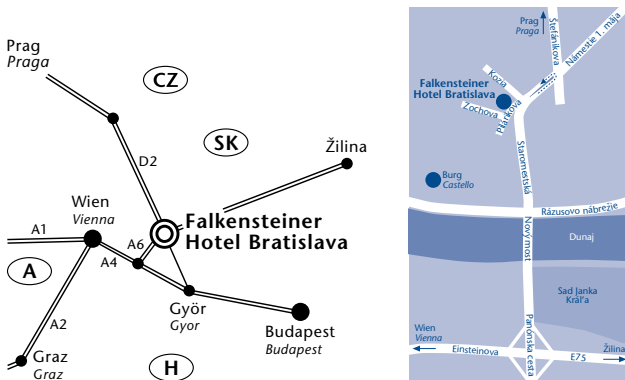 Prag
Praga
CZ
SK
Žilina
D2
Wien
Vienna
Falkensteiner
Hotel Bratislava
A1
A6
A4
A
A2
Györ
Gyor
Budapest
Budapest
Graz
Graz
H
Prag
Praga
Štefánikova
Námestie 1. mája
Kozia
Falkensteiner
Hotel Bratislava
Zochova
Pilárikova
Staromestská
Burg
Castello
Rázusovo nábrežie
Nový most
Dunaj
Sad Janka
Kráľa
Panónska cesta
Wien
Vienna
Einsteinova
E75
Žilina